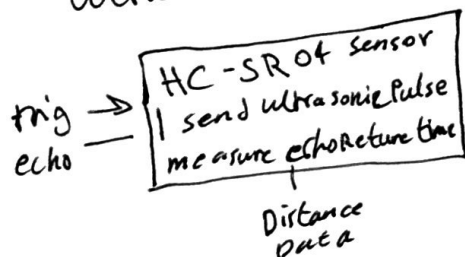 HC-SR04 sensor
trig
| send ultrasonic Pulse
echo
measure echoReture time
Distance
Data